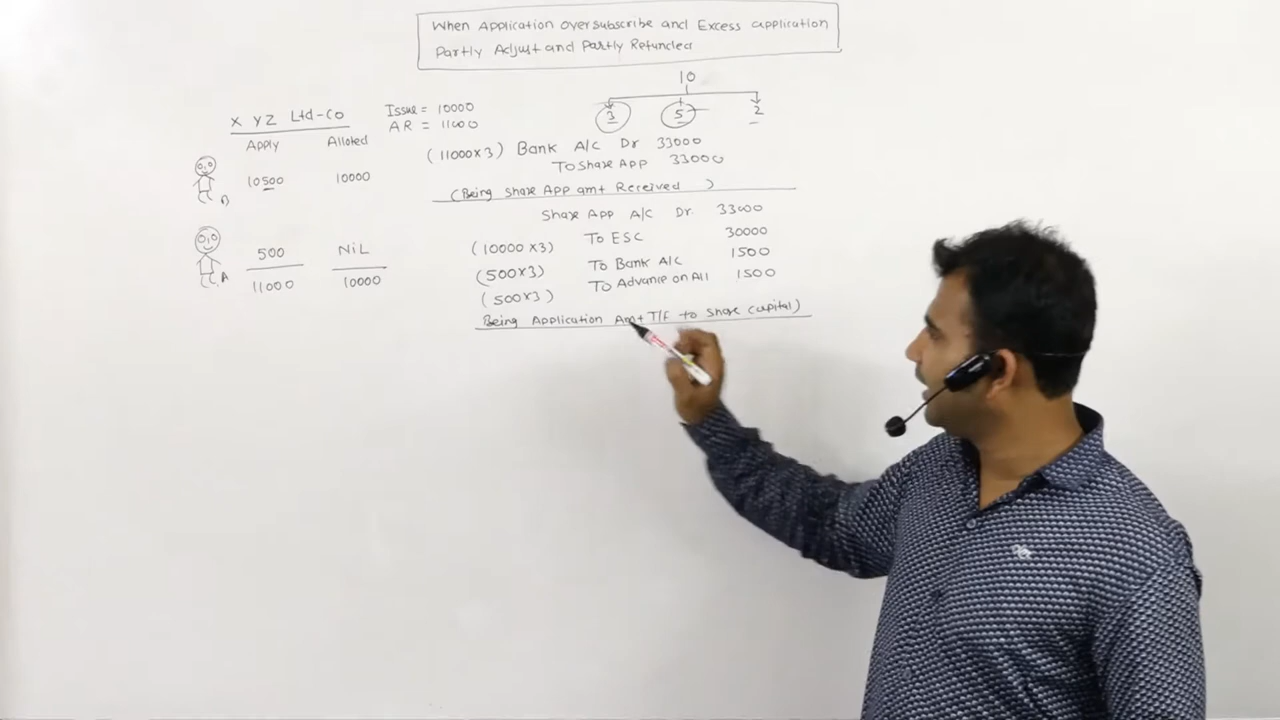 When Application oversubscribe and Excess application
Partly Adjust and Partly Refunded
10
3 5 2
X YZ Ltd-Co
Issue = 10000
AR = 11000
Apply Alloted
10500 10000
B
500 NiL
A
11000 10000
(11000x3) Bank A/C Dr 33000
To Share App 33000
(Being Share App amt Received )
Share App A/C Dr. 33000
(10000 x3) To ESC 30000
(500x3) To Bank A/C 1500
(500x3) To Advance on All 1500
Being Application Amt T/f to share capital)